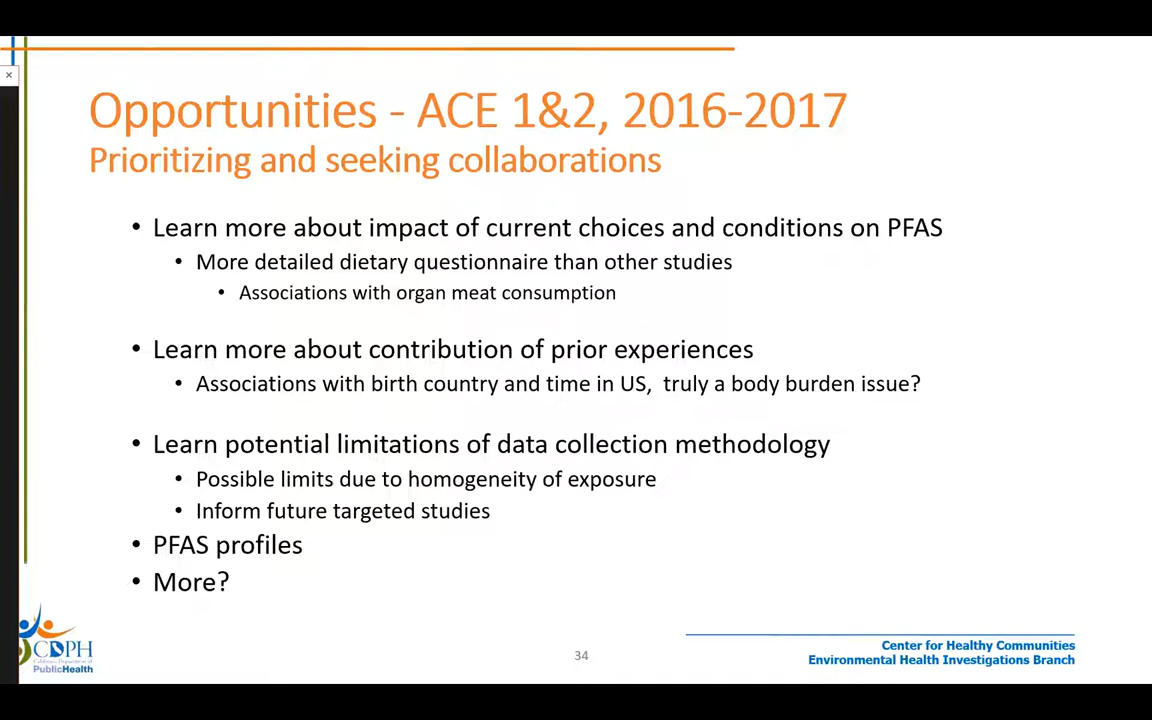 ×
Opportunities - ACE 1&2, 2016-2017
Prioritizing and seeking collaborations
• Learn more about impact of current choices and conditions on PFAS
• More detailed dietary questionnaire than other studies
• Associations with organ meat consumption
• Learn more about contribution of prior experiences
• Associations with birth country and time in US, truly a body burden issue?
• Learn potential limitations of data collection methodology
• Possible limits due to homogeneity of exposure
• Inform future targeted studies
• PFAS profiles
• More?
CDPH
California Department of
PublicHealth
34
Center for Healthy Communities
Environmental Health Investigations Branch